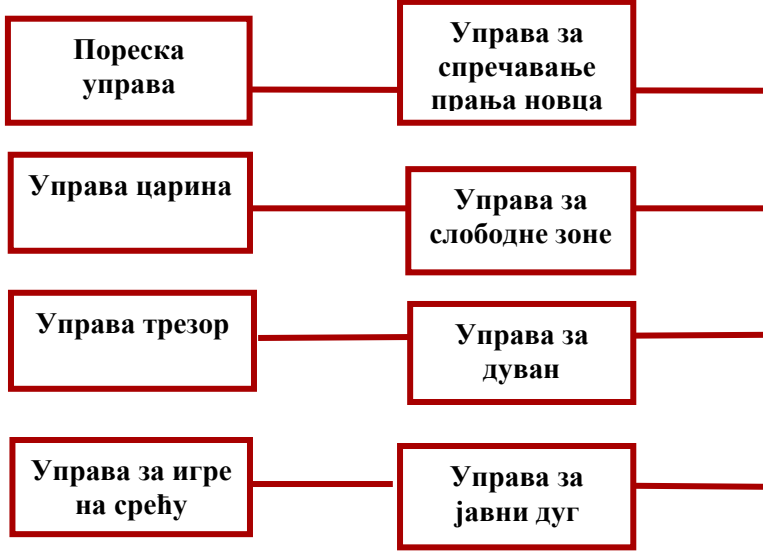 Пореска
управа
Управа за
спречавање
прања новца
Управа царина
Управа за
слободне зоне
Управа трезор
Управа за
дуван
Управа за игре
на срећу
Управа за
јавни дуг